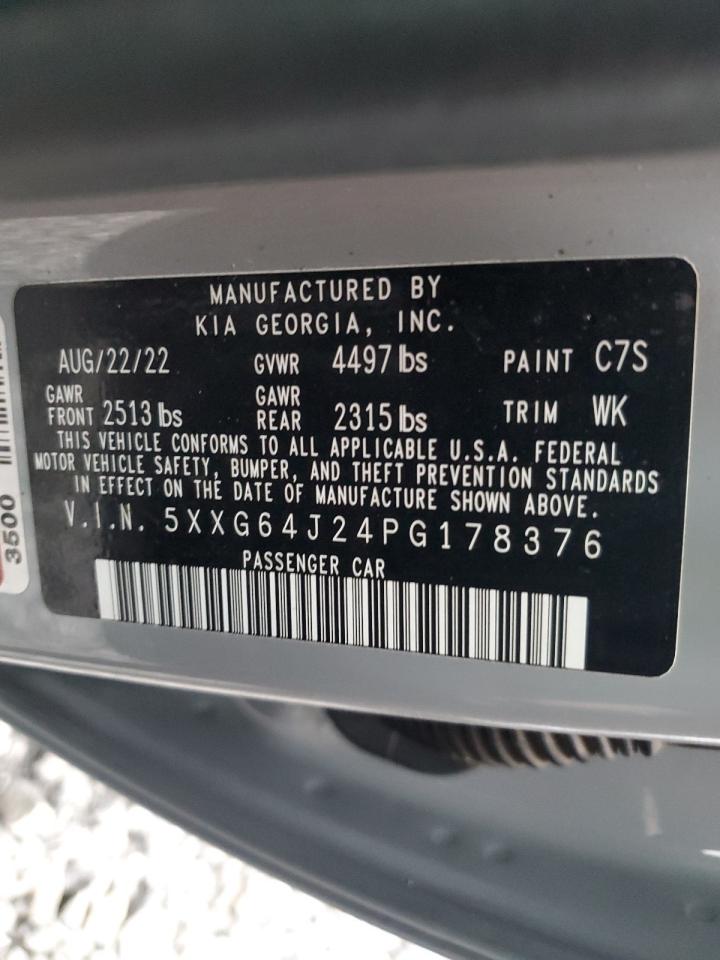 MANUFACTURED BY
KIA GEORGIA, INC.
AUG/22/22 GVWR 4497 lbs PAINT C7S
GAWR FRONT 2513 lbs GAWR REAR 2315 lbs TRIM WK
THIS VEHICLE CONFORMS TO ALL APPLICABLE U.S.A. FEDERAL
MOTOR VEHICLE SAFETY, BUMPER, AND THEFT PREVENTION STANDARDS
IN EFFECT ON THE DATE OF MANUFACTURE SHOWN ABOVE.
V.I.N. 5XXG64J24PG178376
PASSENGER CAR
3500